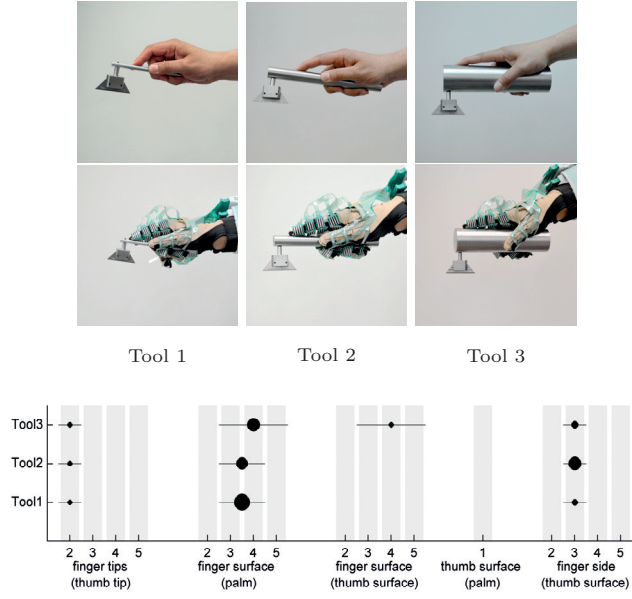 Tool 1
Tool 2
Tool 3
Tool3
Tool2
Tool1
2 3 4 5 2 3 4 5 2 3 4 5 1 2 3 4 5
finger tips finger surface finger surface thumb surface finger side
(thumb tip) (palm) (thumb surface) (palm) (thumb surface)